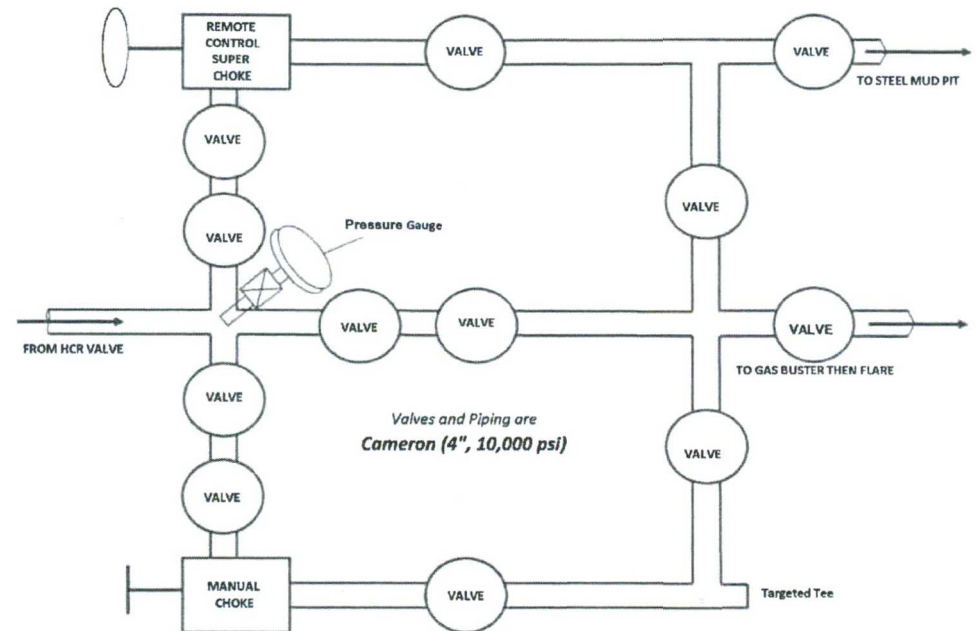 REMOTE
CONTROL
SUPER
CHOKE
VALVE
VALVE
TO STEEL MUD PIT
VALVE
VALVE
VALVE
Pressure Gauge
FROM HCR VALVE
VALVE
VALVE
VALVE
TO GAS BUSTER THEN FLARE
VALVE
Valves and Piping are
Cameron (4", 10,000 psi)
VALVE
VALVE
MANUAL
CHOKE
VALVE
Targeted Tee